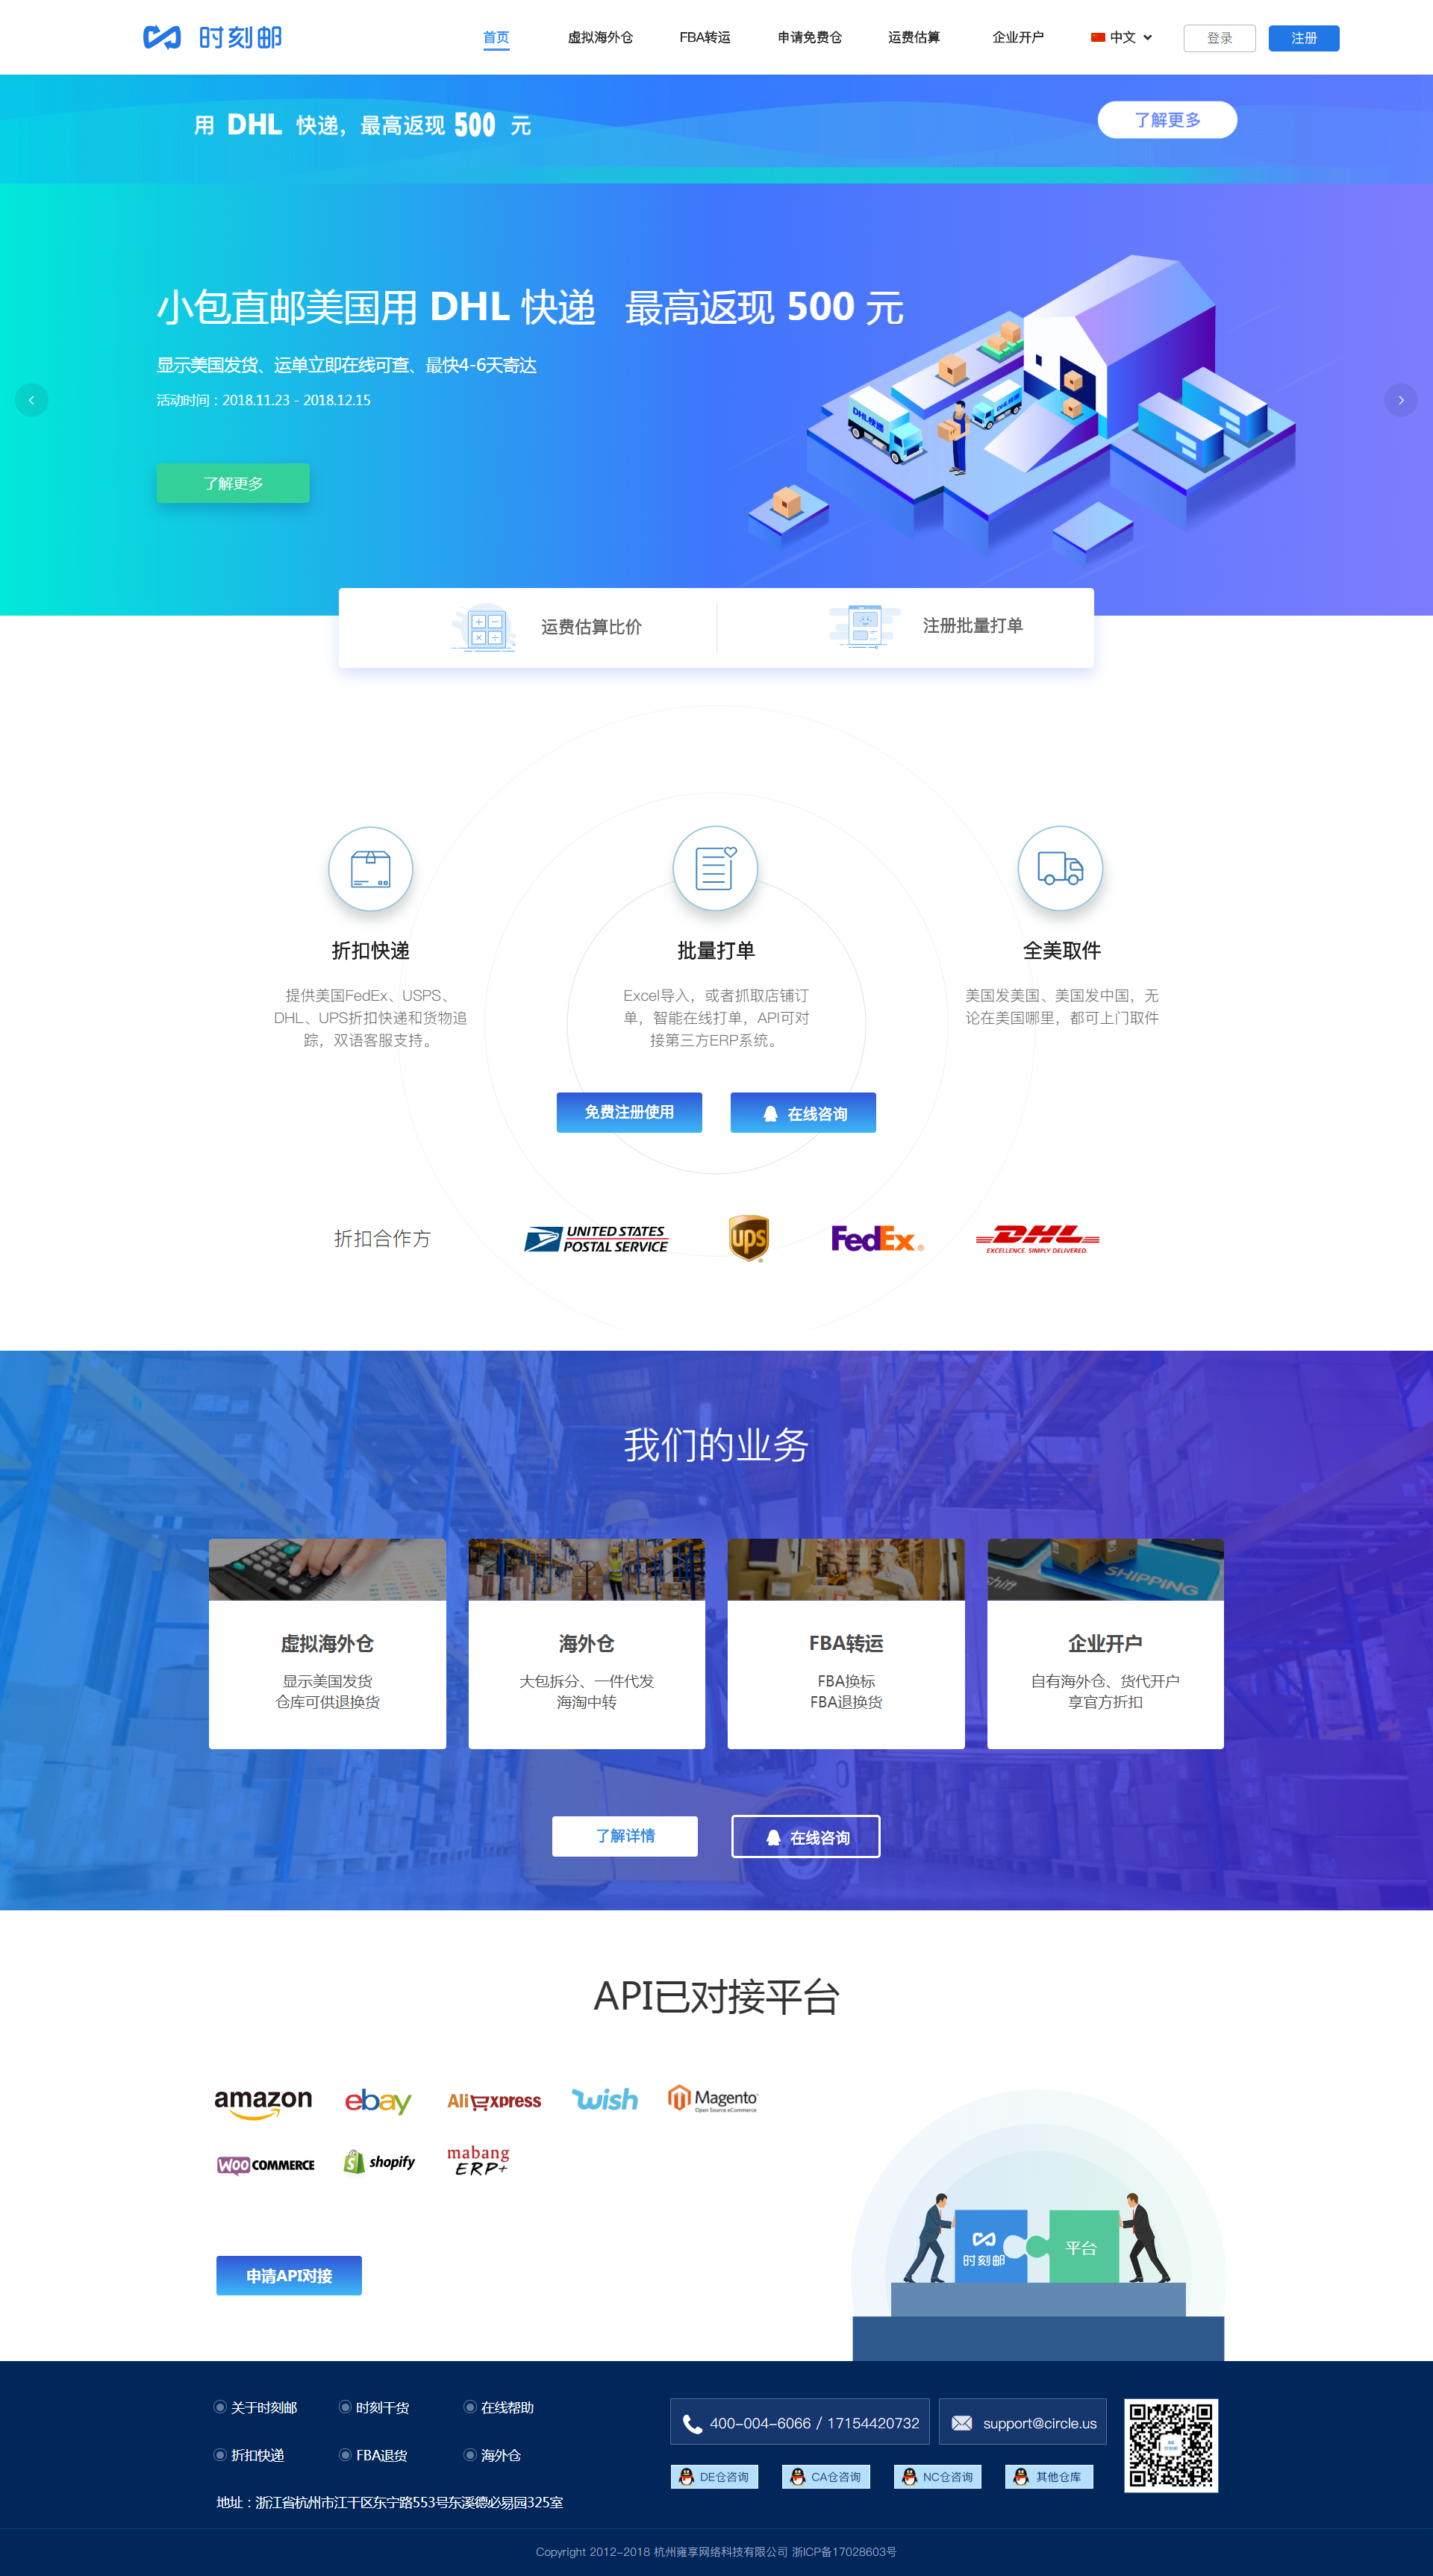 时刻邮
首页 虚拟海外仓 FBA转运 申请免费仓 运费估算 企业开户 中文 登录 注册
用 DHL 快递，最高返现 500 元
了解更多
小包直邮美国用 DHL 快递 最高返现 500 元
显示美国发货、运单立即在线可查、最快4-6天寄达
活动时间：2018.11.23 - 2018.12.15
DHL快递
DHL快递
了解更多
运费估算比价 注册批量打单
折扣快递 批量打单 全美取件
提供美国FedEx、USPS、
DHL、UPS折扣快递和货物追
踪，双语客服支持。
Excel导入，或者抓取店铺订
单，智能在线打单，API可对
接第三方ERP系统。
美国发美国、美国发中国，无
论在美国哪里，都可上门取件
免费注册使用 在线咨询
折扣合作方
UNITED STATES
POSTAL SERVICE
ups
FedEx®
DHL
EXCELLENCE. SIMPLY DELIVERED.
我们的业务
shift SHIPPING
虚拟海外仓
显示美国发货
仓库可供退换货
海外仓
大包拆分、一件代发
海淘中转
FBA转运
FBA换标
FBA退换货
企业开户
自有海外仓、货代开户
享官方折扣
了解详情 在线咨询
API已对接平台
amazon ebay AliExpress wish Magento
Open Source eCommerce
WOO COMMERCE shopify mabang
ERP+
时刻邮 平台
申请API对接
关于时刻邮 时刻干货 在线帮助
400-004-6066 / 17154420732 support@circle.us
折扣快递 FBA退货 海外仓
DE仓咨询 CA仓咨询 NC仓咨询 其他仓库
地址：浙江省杭州市江干区东宁路553号东溪德必易园325室
Copyright 2012-2018 杭州雍享网络科技有限公司 浙ICP备17028603号